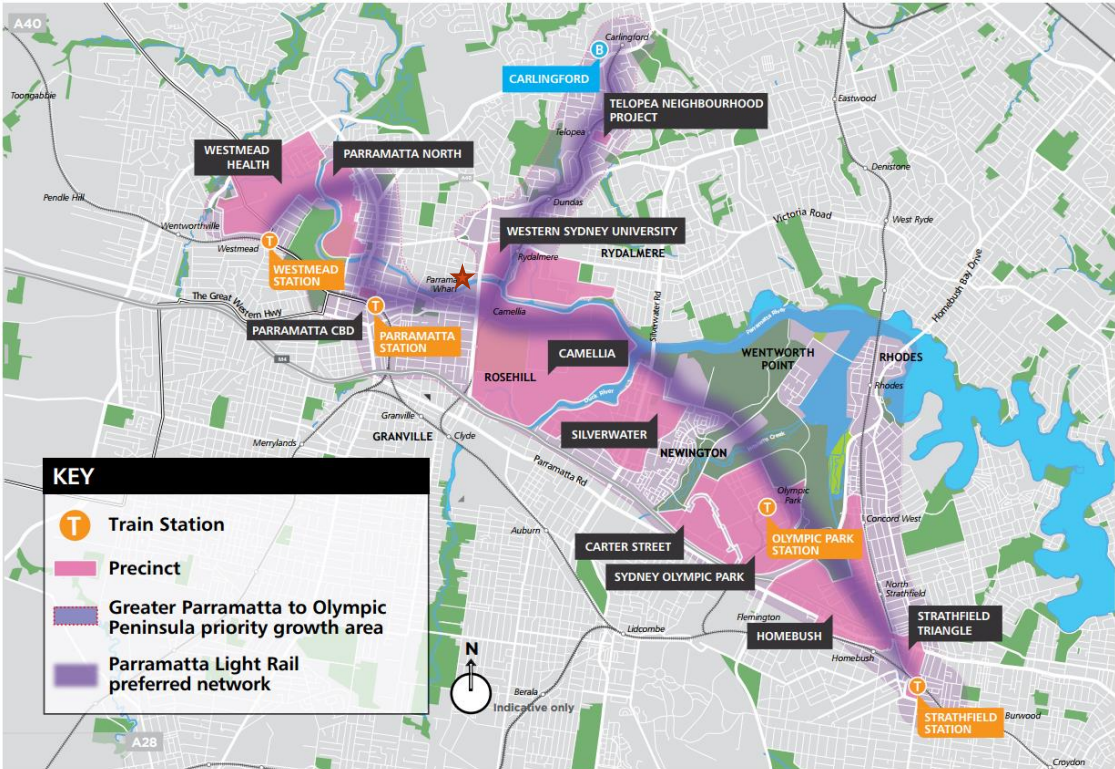 A40
Carlingford
B
CARLINGFORD
Toongabbie
Eastwood
TELOPEA NEIGHBOURHOOD
PROJECT
Telopea
WESTMEAD
HEALTH
PARRAMATTA NORTH
Denistone
Pendle Hill
Dundas
Victoria Road
West Ryde
Wentworthville
WESTERN SYDNEY UNIVERSITY
Westmead
T
RYDALMERE
Rydalmere
WESTMEAD
STATION
Homebush Bay Drive
Wharf
The Great Western Hwy
T
Camellia
Silverwater Rd
Parramatta River
PARRAMATTA CBD
PARRAMATTA
STATION
CAMELLIA
WENTWORTH
POINT
RHODES
M4
ROSEHILL
Rhodes
Duck River
Granville
Merrylands
GRANVILLE
Clyde
SILVERWATER
NEWINGTON
Parramatta Rd
KEY
T
Train Station
Precinct
Greater Parramatta to Olympic
Peninsula priority growth area
Parramatta Light Rail
preferred network
Olympic
Park
T
Concord West
Auburn
CARTER STREET
OLYMPIC PARK
STATION
SYDNEY OLYMPIC PARK
North
Strathfield
Flemington
STRATHFIELD
TRIANGLE
Lidcombe
HOMEBUSH
N
Homebush
Berala
Indicative only
T
STRATHFIELD
STATION
Burwood
A28
Croydon